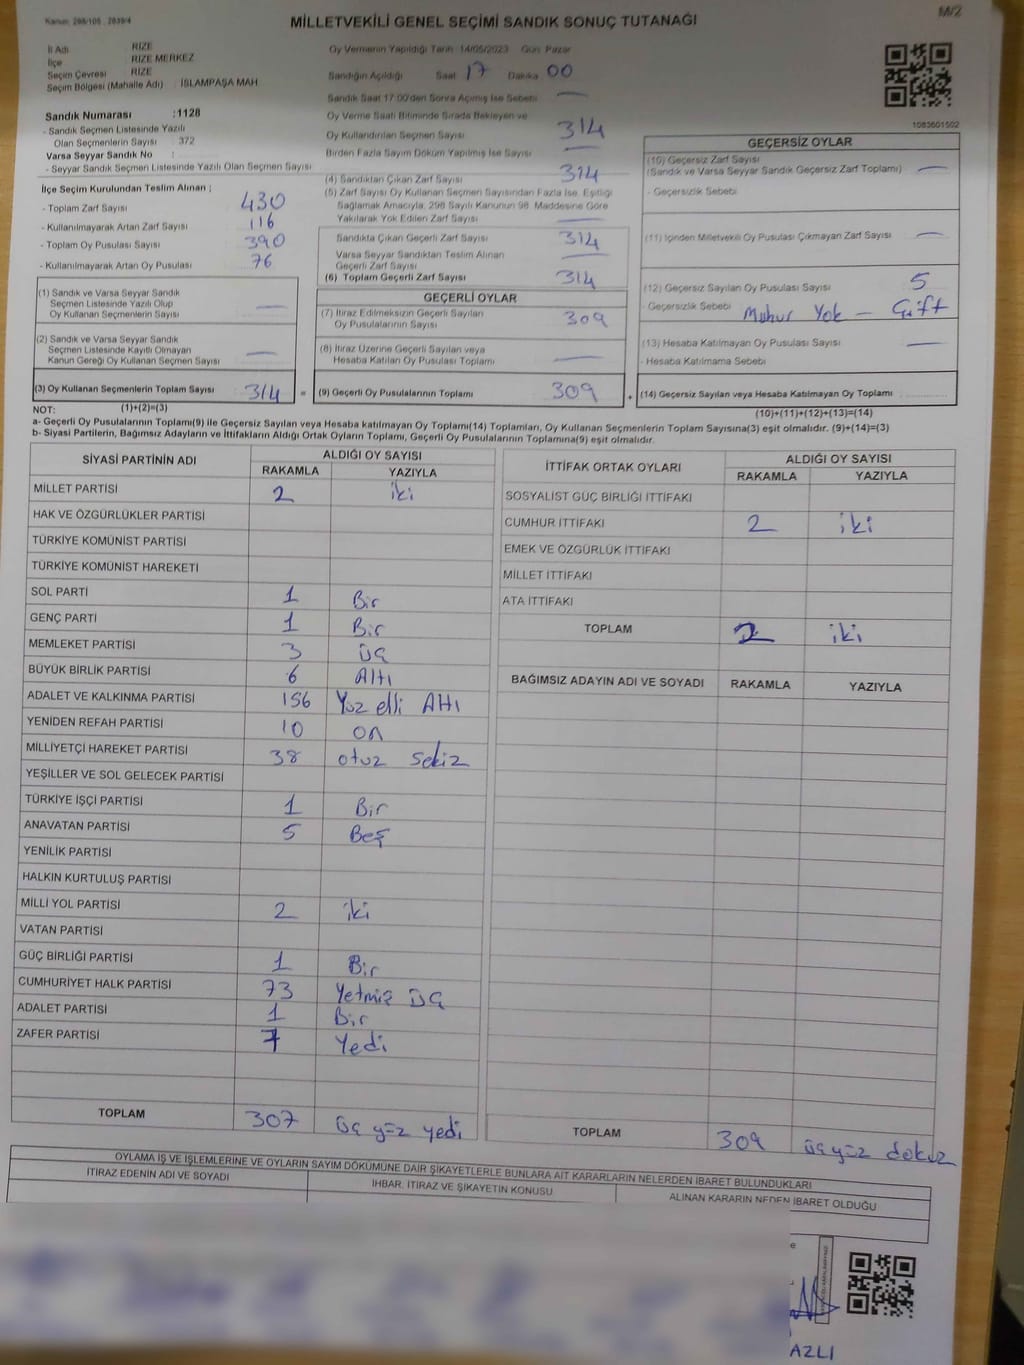 Kanun: 298/105 , 2839/4
MİLLETVEKİLİ GENEL SEÇİMİ SANDIK SONUÇ TUTANAĞI
M/2
İl Adı RİZE
İlçe RİZE MERKEZ
Seçim Çevresi RİZE
Seçim Bölgesi (Mahalle Adı) : İSLAMPAŞA MAH
Sandık Numarası :1128
- Sandık Seçmen Listesinde Yazılı
Olan Seçmenlerin Sayısı : 372
Varsa Seyyar Sandık No :
- Seyyar Sandık Seçmen Listesinde Yazılı Olan Seçmen Sayısı
İlçe Seçim Kurulundan Teslim Alınan ;
- Toplam Zarf Sayısı 430
- Kullanılmayarak Artan Zarf Sayısı 116
- Toplam Oy Pusulası Sayısı 390
- Kullanılmayarak Artan Oy Pusulası 76
(1) Sandık ve Varsa Seyyar Sandık
Seçmen Listesinde Yazılı Olup
Oy Kullanan Seçmenlerin Sayısı —
(2) Sandık ve Varsa Seyyar Sandık
Seçmen Listesinde Kayıtlı Olmayan
Kanun Gereği Oy Kullanan Seçmen Sayısı —
(3) Oy Kullanan Seçmenlerin Toplam Sayısı 314 =
Oy Vermenin Yapıldığı Tarih :14/05/2023 Gün: Pazar
Sandığın Açıldığı Saat 17 Dakika 00
Sandık Saat 17:00'den Sonra Açılmış İse Sebebi —
Oy Verme Saati Bitiminde Sırada Bekleyen ve
Oy Kullandırılan Seçmen Sayısı 314
Birden Fazla Sayım Döküm Yapılmış İse Sayısı —
(4) Sandıktan Çıkan Zarf Sayısı 314
(5) Zarf Sayısı Oy Kullanan Seçmen Sayısından Fazla İse, Eşitliği
Sağlamak Amacıyla, 298 Sayılı Kanunun 98. Maddesine Göre
Yakılarak Yok Edilen Zarf Sayısı —
Sandıkta Çıkan Geçerli Zarf Sayısı 314
Varsa Seyyar Sandıktan Teslim Alınan
Geçerli Zarf Sayısı —
(6) Toplam Geçerli Zarf Sayısı 314
GEÇERLİ OYLAR
(7) İtiraz Edilmeksizin Geçerli Sayılan
Oy Pusulalarının Sayısı 309
(8) İtiraz Üzerine Geçerli Sayılan veya
Hesaba Katılan Oy Pusulası Toplamı —
(9) Geçerli Oy Pusulalarının Toplamı 309 +
1083601502
GEÇERSİZ OYLAR
(10) Geçersiz Zarf Sayısı
(Sandık ve Varsa Seyyar Sandık Geçersiz Zarf Toplamı) —
- Geçersizlik Sebebi
(11) İçinden Milletvekili Oy Pusulası Çıkmayan Zarf Sayısı —
(12) Geçersiz Sayılan Oy Pusulası Sayısı 5
- Geçersizlik Sebebi Mühür Yok — Çift
(13) Hesaba Katılmayan Oy Pusulası Sayısı —
- Hesaba Katılmama Sebebi
(14) Geçersiz Sayılan veya Hesaba Katılmayan Oy Toplamı
NOT: (1)+(2)=(3) (10)+(11)+(12)+(13)=(14)
a- Geçerli Oy Pusulalarının Toplamı(9) ile Geçersiz Sayılan veya Hesaba katılmayan Oy Toplamı(14) Toplamları, Oy Kullanan Seçmenlerin Toplam Sayısına(3) eşit olmalıdır. (9)+(14)=(3)
b- Siyasi Partilerin, Bağımsız Adayların ve İttifakların Aldığı Ortak Oyların Toplamı, Geçerli Oy Pusulalarının Toplamına(9) eşit olmalıdır.
SİYASİ PARTİNİN ADI ALDIĞI OY SAYISI
RAKAMLA YAZIYLA
MİLLET PARTİSİ 2 iki
HAK VE ÖZGÜRLÜKLER PARTİSİ
TÜRKİYE KOMÜNİST PARTİSİ
TÜRKİYE KOMÜNİST HAREKETİ
SOL PARTİ 1 Bir
GENÇ PARTİ 1 Bir
MEMLEKET PARTİSİ 3 üç
BÜYÜK BİRLİK PARTİSİ 6 Altı
ADALET VE KALKINMA PARTİSİ 156 Yüz elli Altı
YENİDEN REFAH PARTİSİ 10 on
MİLLİYETÇİ HAREKET PARTİSİ 38 otuz sekiz
YEŞİLLER VE SOL GELECEK PARTİSİ
TÜRKİYE İŞÇİ PARTİSİ 1 Bir
ANAVATAN PARTİSİ 5 Beş
YENİLİK PARTİSİ
HALKIN KURTULUŞ PARTİSİ
MİLLİ YOL PARTİSİ 2 iki
VATAN PARTİSİ
GÜÇ BİRLİĞİ PARTİSİ 1 Bir
CUMHURİYET HALK PARTİSİ 73 Yetmiş üç
ADALET PARTİSİ 1 Bir
ZAFER PARTİSİ 7 Yedi
TOPLAM 307 üç yüz yedi
İTTİFAK ORTAK OYLARI ALDIĞI OY SAYISI
RAKAMLA YAZIYLA
SOSYALİST GÜÇ BİRLİĞİ İTTİFAKI
CUMHUR İTTİFAKI 2 iki
EMEK VE ÖZGÜRLÜK İTTİFAKI
MİLLET İTTİFAKI
ATA İTTİFAKI
TOPLAM 2 iki
BAĞIMSIZ ADAYIN ADI VE SOYADI RAKAMLA YAZIYLA
TOPLAM 309 üç yüz dokuz
OYLAMA İŞ VE İŞLEMLERİNE VE OYLARIN SAYIM DÖKÜMÜNE DAİR ŞİKAYETLERLE BUNLARA AİT KARARLARIN NELERDEN İBARET BULUNDUKLARI
İTİRAZ EDENİN ADI VE SOYADI İHBAR, İTİRAZ VE ŞİKAYETİN KONUSU ALINAN KARARIN NEDEN İBARET OLDUĞU
AZLI